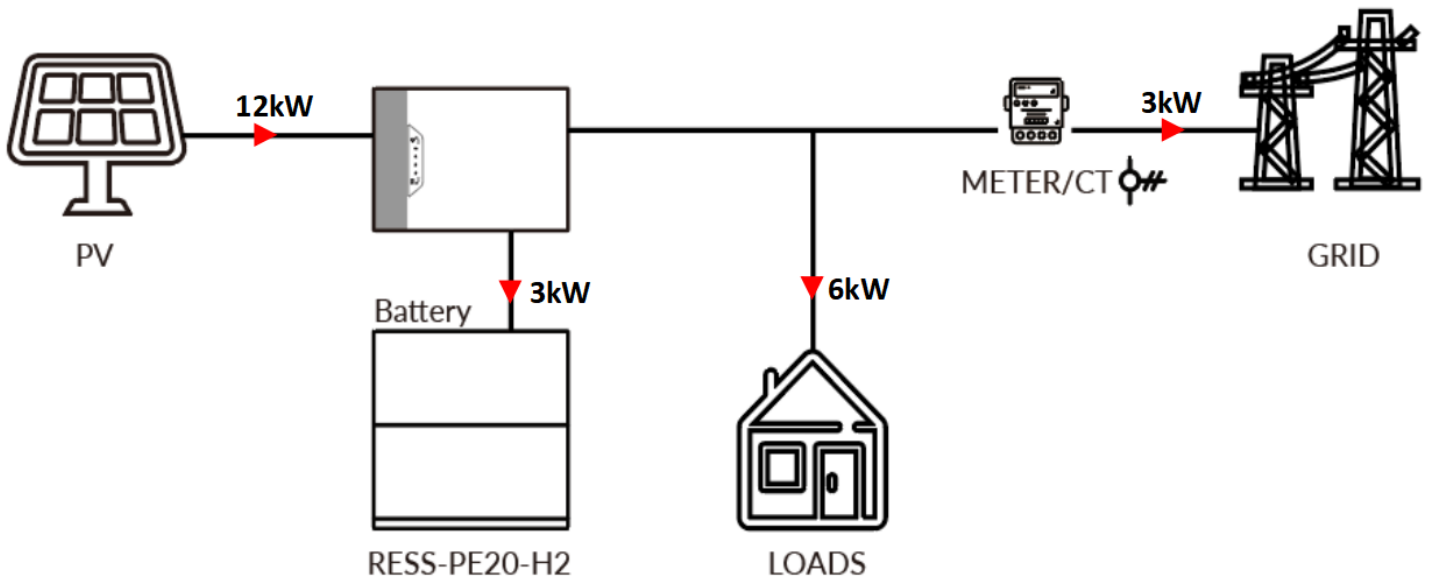 12kW
3kW
METER/CT
PV
GRID
3kW
6kW
Battery
RESS-PE20-H2
LOADS